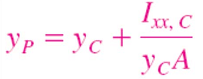 y_P = y_C + \frac{I_{xx, C}}{y_C A}